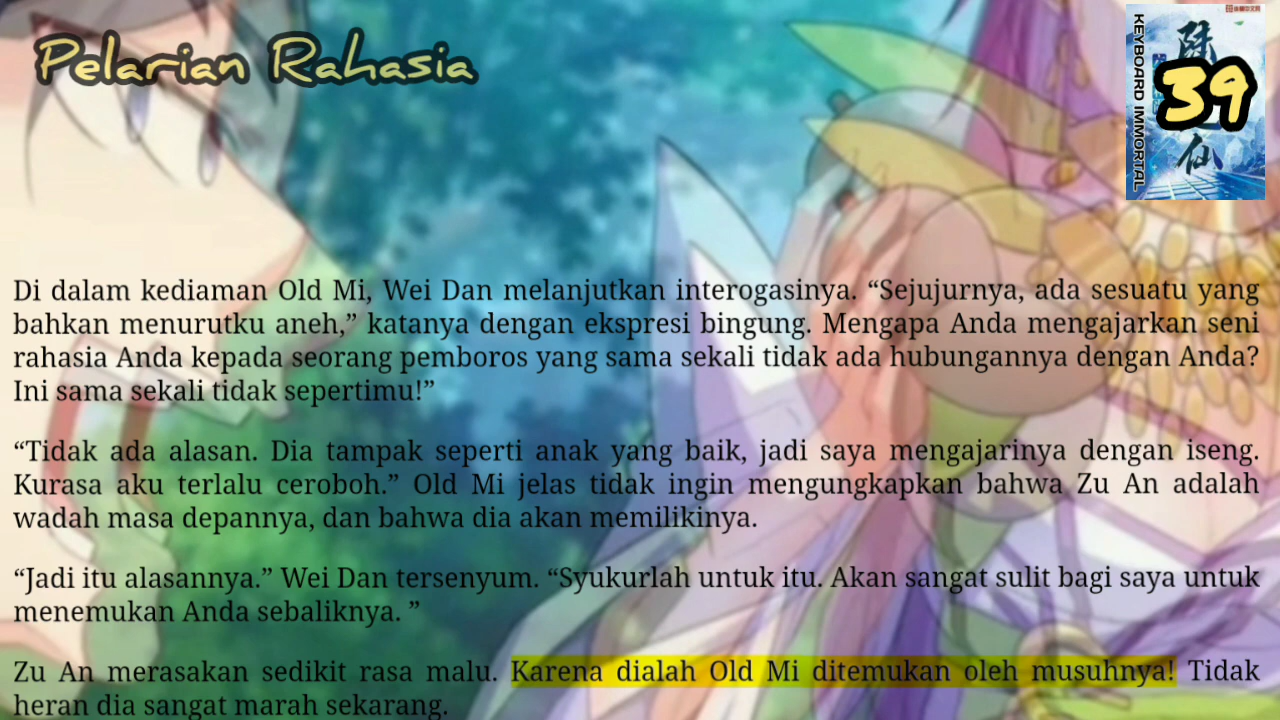 Pelarian Rahasia
KEYBOARD IMMORTAL
39
仙
Di dalam kediaman Old Mi, Wei Dan melanjutkan interogasinya. “Sejujurnya, ada sesuatu yang
bahkan menurutku aneh,” katanya dengan ekspresi bingung. Mengapa Anda mengajarkan seni
rahasia Anda kepada seorang pemboros yang sama sekali tidak ada hubungannya dengan Anda?
Ini sama sekali tidak sepertimu!”
“Tidak ada alasan. Dia tampak seperti anak yang baik, jadi saya mengajarinya dengan iseng.
Kurasa aku terlalu ceroboh.” Old Mi jelas tidak ingin mengungkapkan bahwa Zu An adalah
wadah masa depannya, dan bahwa dia akan memilikinya.
“Jadi itu alasannya.” Wei Dan tersenyum. “Syukurlah untuk itu. Akan sangat sulit bagi saya untuk
menemukan Anda sebaliknya. ”
Zu An merasakan sedikit rasa malu. Karena dialah Old Mi ditemukan oleh musuhnya! Tidak
heran dia sangat marah sekarang.